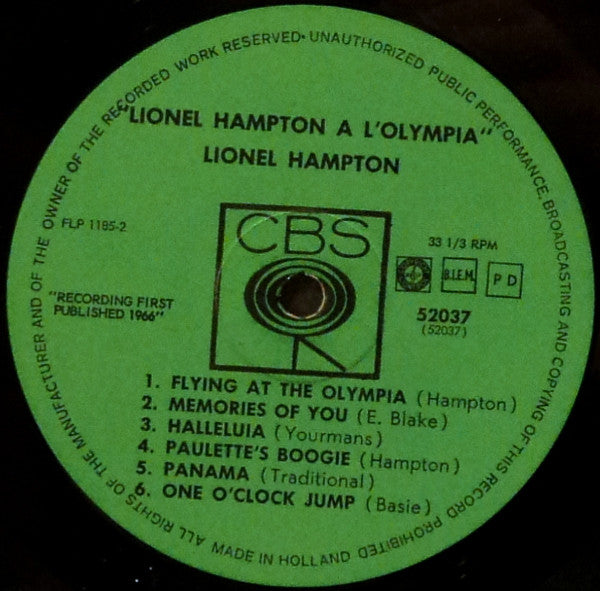 ALL RIGHTS OF THE MANUFACTURER AND OF THE OWNER OF THE RECORDED WORK RESERVED· UNAUTHORIZED PUBLIC PERFORMANCE, BROADCASTING AND COPYING OF THIS RECORD PROHIBITED
"LIONEL HAMPTON A L'OLYMPIA"
LIONEL HAMPTON
FLP 1185-2
CBS
33 1/3 RPM
B.I.E.M.
P D
"RECORDING FIRST
PUBLISHED 1966"
52037
(52037)
1. FLYING AT THE OLYMPIA (Hampton)
2. MEMORIES OF YOU (E. Blake)
3. HALLELUIA (Yourmans)
4. PAULETTE'S BOOGIE (Hampton)
5. PANAMA (Traditional)
6. ONE O'CLOCK JUMP (Basie)
MADE IN HOLLAND